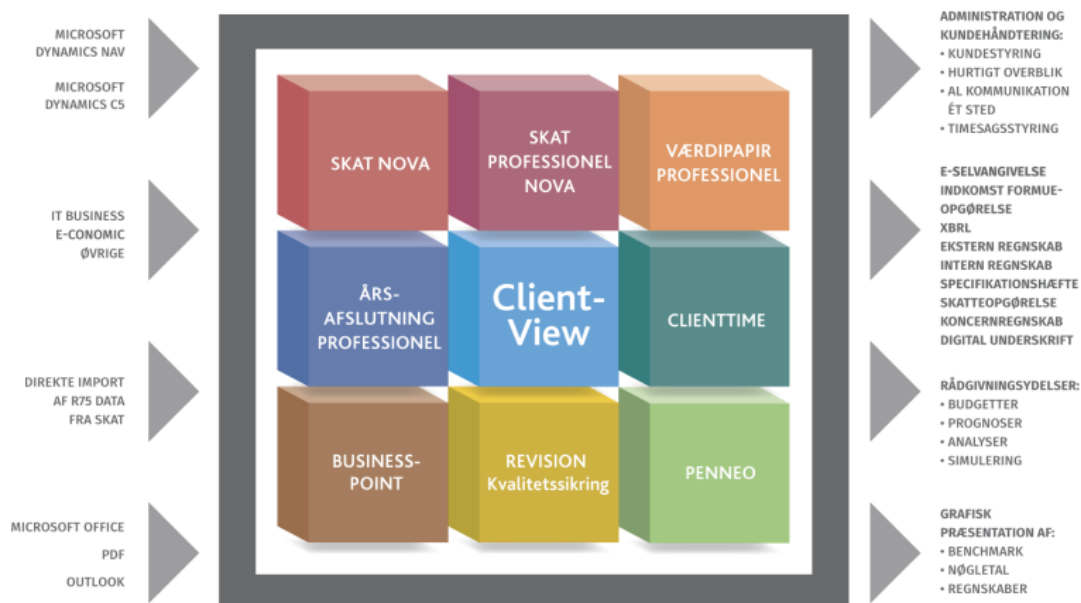 MICROSOFT
DYNAMICS NAV
MICROSOFT
DYNAMICS C5
IT BUSINESS
E-CONOMIC
ØVRIGE
DIREKTE IMPORT
AF R75 DATA
FRA SKAT
MICROSOFT OFFICE
PDF
OUTLOOK
SKAT NOVA
SKAT
PROFESSIONEL
NOVA
VÆRDIPAPIR
PROFESSIONEL
ÅRS-
AFSLUTNING
PROFESSIONEL
Client-
View
CLIENTTIME
BUSINESS-
POINT
REVISION
Kvalitetssikring
PENNEO
ADMINISTRATION OG
KUNDEHÅNDTERING:
• KUNDESTYRING
• HURTIGT OVERBLIK
• AL KOMMUNIKATION
ÉT STED
• TIMESAGSSTYRING
E-SELVANGIVELSE
INDKOMST FORMUE-
OPGØRELSE
XBRL
EKSTERN REGNSKAB
INTERN REGNSKAB
SPECIFIKATIONSHÆFTE
SKATTEOPGØRELSE
KONCERNREGNSKAB
DIGITAL UNDERSKRIFT
RÅDGIVNINGSYDELSER:
• BUDGETTER
• PROGNOSER
• ANALYSER
• SIMULERING
GRAFISK
PRÆSENTATION AF:
• BENCHMARK
• NØGLETAL
• REGNSKABER